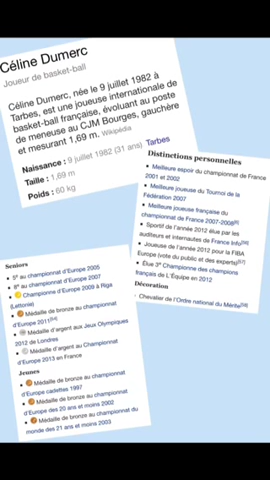 Céline Dumerc
Joueur de basket-ball
Céline Dumerc, née le 9 juillet 1982 à
Tarbes, est une joueuse internationale de
basket-ball française, évoluant au poste
de meneuse au CJM Bourges, gauchère
et mesurant 1,69 m. Wikipédia
Naissance : 9 juillet 1982 (31 ans) Tarbes
Taille : 1,69 m
Poids : 60 kg
Distinctions personnelles
• Meilleure espoir du championnat de France
2001 et 2002
• Meilleure joueuse du Tournoi de la
Fédération 2007
• Meilleure joueuse française du
championnat de France 2007-2008
• Sportif de l'année 2012 élue par les
auditeurs et internautes de France Info
• Joueuse de l'année 2012 pour la FIBA
Europe (vote du public et des experts)
• Élue 3e Championne des champions
français de L'Équipe en 2012
Décoration
• Chevalier de l'Ordre national du Mérite
Seniors
• 5e au championnat d'Europe 2005
• 8e au championnat d'Europe 2007
• Championne d'Europe 2009 à Riga
(Lettonie)
• Médaille de bronze au championnat
d'Europe 2011
• Médaille d'argent aux Jeux Olympiques
2012 de Londres
• Médaille d'argent au Championnat
d'Europe 2013 en France
Jeunes
• Médaille de bronze au championnat
d'Europe cadettes 1997
• Médaille de bronze au championnat
d'Europe des 20 ans et moins 2002
• Médaille de bronze au championnat du
monde des 21 ans et moins 2003